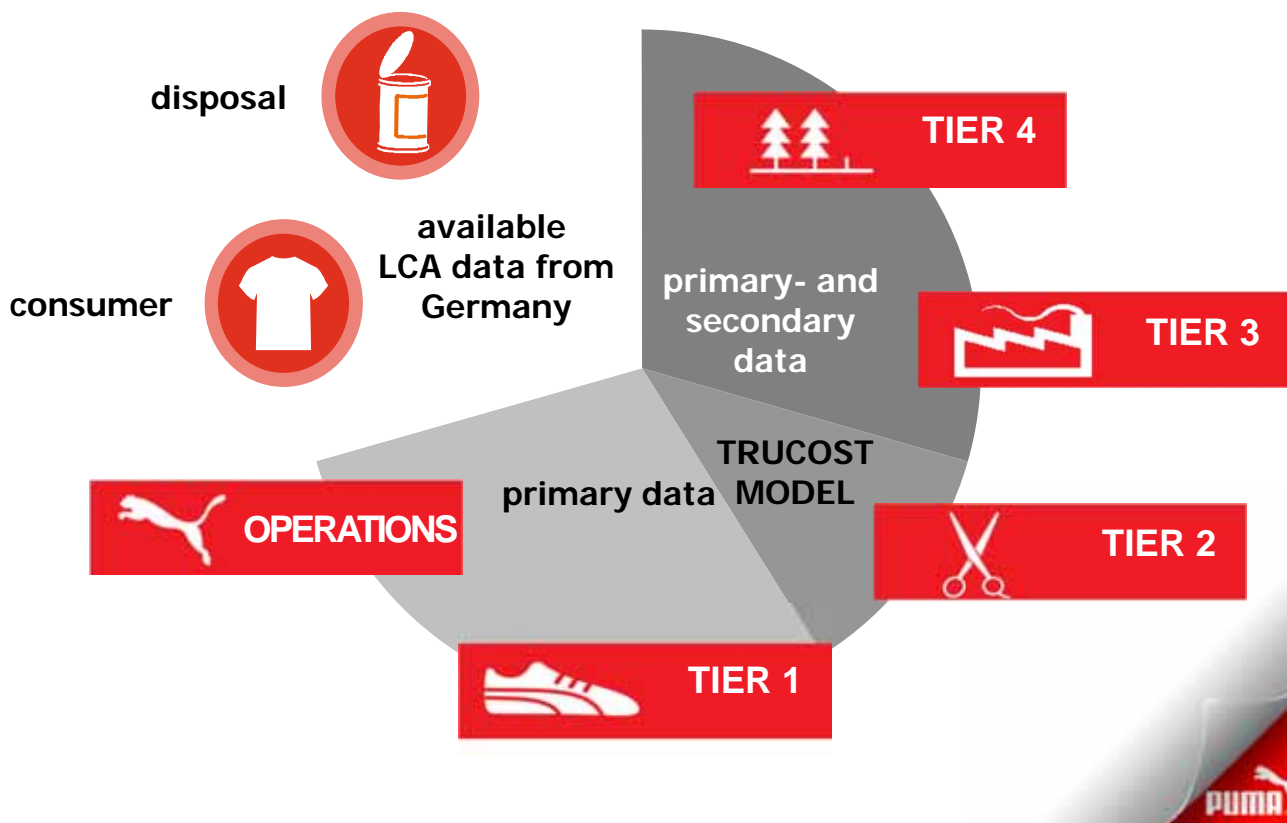 disposal
TIER 4
available
LCA data from
Germany
consumer
primary- and
secondary
data
TIER 3
TRUCOST
MODEL
primary data
OPERATIONS
TIER 2
TIER 1
PUMA